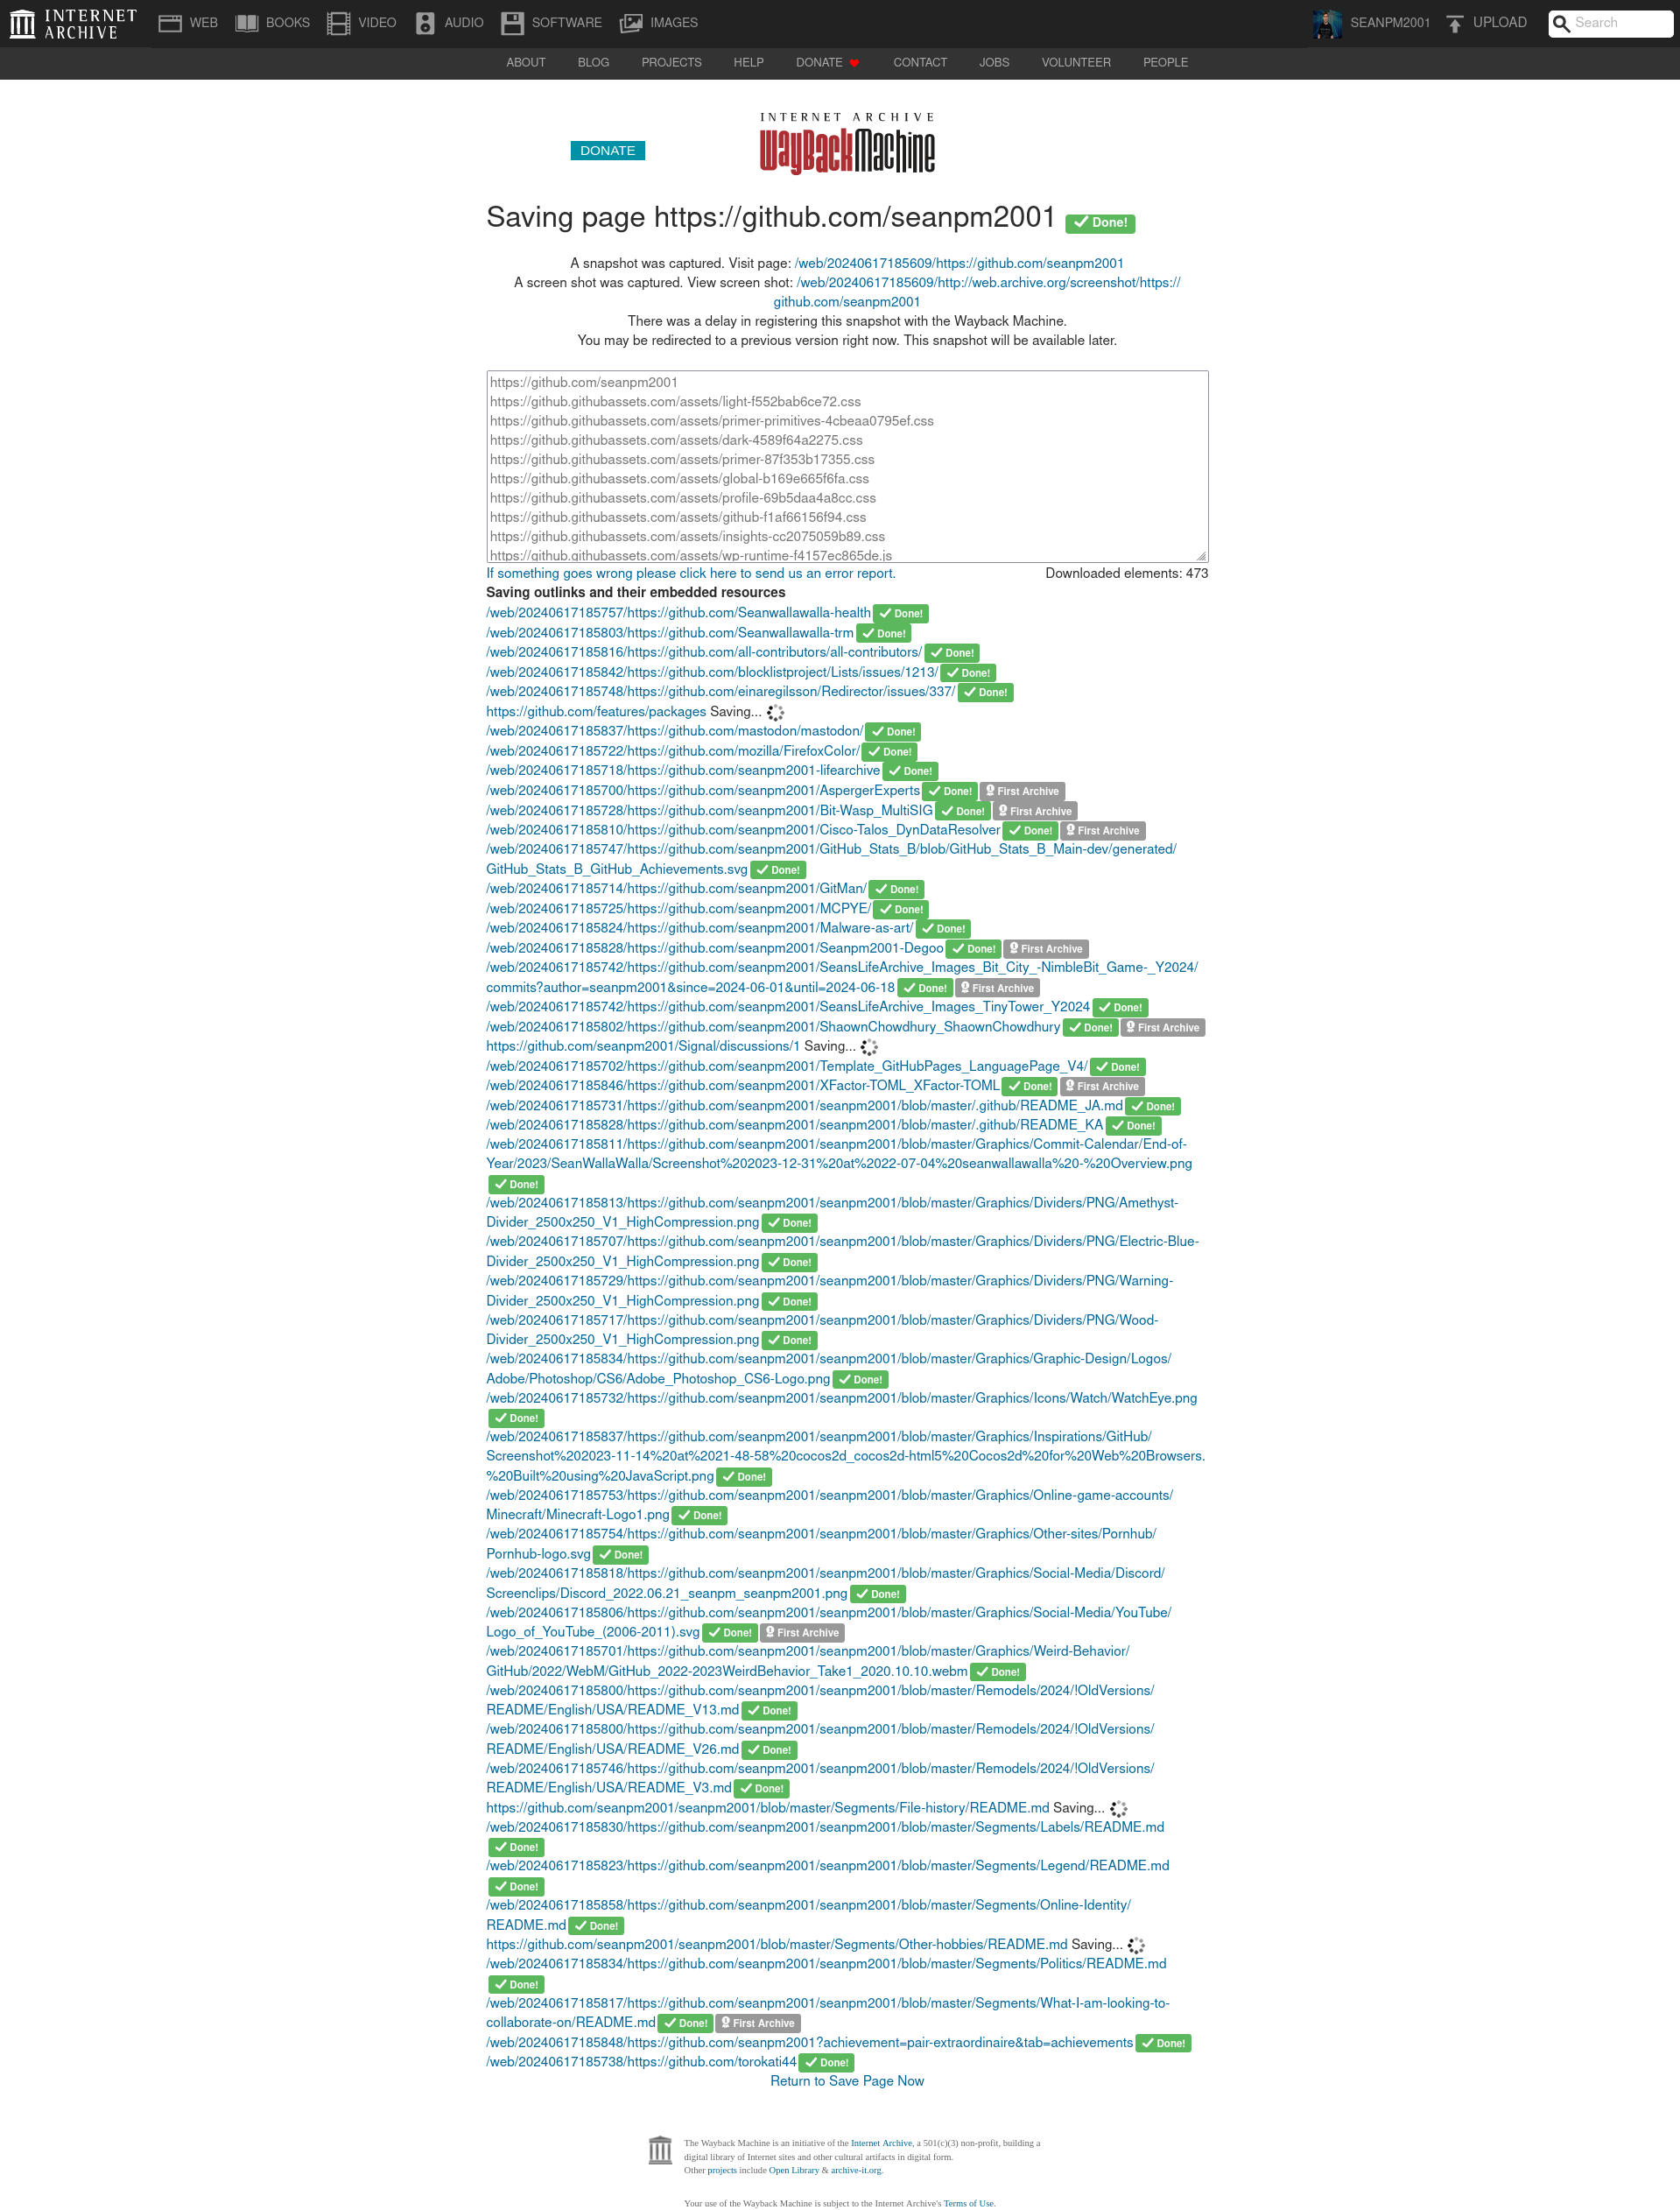 INTERNET ARCHIVE
WEB BOOKS VIDEO AUDIO SOFTWARE IMAGES SEANPM2001 UPLOAD Search
ABOUT BLOG PROJECTS HELP DONATE CONTACT JOBS VOLUNTEER PEOPLE
INTERNET ARCHIVE
DONATE
WayBackMachine
Saving page https://github.com/seanpm2001 Done!
A snapshot was captured. Visit page: /web/20240617185609/https://github.com/seanpm2001
A screen shot was captured. View screen shot: /web/20240617185609/http://web.archive.org/screenshot/https://
github.com/seanpm2001
There was a delay in registering this snapshot with the Wayback Machine.
You may be redirected to a previous version right now. This snapshot will be available later.
https://github.com/seanpm2001
https://github.githubassets.com/assets/light-f552bab6ce72.css
https://github.githubassets.com/assets/primer-primitives-4cbeaa0795ef.css
https://github.githubassets.com/assets/dark-4589f64a2275.css
https://github.githubassets.com/assets/primer-87f353b17355.css
https://github.githubassets.com/assets/global-b169e665f6fa.css
https://github.githubassets.com/assets/profile-69b5daa4a8cc.css
https://github.githubassets.com/assets/github-f1af66156f94.css
https://github.githubassets.com/assets/insights-cc2075059b89.css
https://github.githubassets.com/assets/wp-runtime-f4157ec865de.js
If something goes wrong please click here to send us an error report. Downloaded elements: 473
Saving outlinks and their embedded resources
/web/20240617185757/https://github.com/Seanwallawalla-health Done!
/web/20240617185803/https://github.com/Seanwallawalla-trm Done!
/web/20240617185816/https://github.com/all-contributors/all-contributors/ Done!
/web/20240617185842/https://github.com/blocklistproject/Lists/issues/1213/ Done!
/web/20240617185748/https://github.com/einaregilsson/Redirector/issues/337/ Done!
https://github.com/features/packages Saving...
/web/20240617185837/https://github.com/mastodon/mastodon/ Done!
/web/20240617185722/https://github.com/mozilla/FirefoxColor/ Done!
/web/20240617185718/https://github.com/seanpm2001-lifearchive Done!
/web/20240617185700/https://github.com/seanpm2001/AspergerExperts Done! First Archive
/web/20240617185728/https://github.com/seanpm2001/Bit-Wasp_MultiSIG Done! First Archive
/web/20240617185810/https://github.com/seanpm2001/Cisco-Talos_DynDataResolver Done! First Archive
/web/20240617185747/https://github.com/seanpm2001/GitHub_Stats_B/blob/GitHub_Stats_B_Main-dev/generated/
GitHub_Stats_B_GitHub_Achievements.svg Done!
/web/20240617185714/https://github.com/seanpm2001/GitMan/ Done!
/web/20240617185725/https://github.com/seanpm2001/MCPYE/ Done!
/web/20240617185824/https://github.com/seanpm2001/Malware-as-art/ Done!
/web/20240617185828/https://github.com/seanpm2001/Seanpm2001-Degoo Done! First Archive
/web/20240617185742/https://github.com/seanpm2001/SeansLifeArchive_Images_Bit_City_-NimbleBit_Game-_Y2024/
commits?author=seanpm2001&since=2024-06-01&until=2024-06-18 Done! First Archive
/web/20240617185742/https://github.com/seanpm2001/SeansLifeArchive_Images_TinyTower_Y2024 Done!
/web/20240617185802/https://github.com/seanpm2001/ShaownChowdhury_ShaownChowdhury Done! First Archive
https://github.com/seanpm2001/Signal/discussions/1 Saving...
/web/20240617185702/https://github.com/seanpm2001/Template_GitHubPages_LanguagePage_V4/ Done!
/web/20240617185846/https://github.com/seanpm2001/XFactor-TOML_XFactor-TOML Done! First Archive
/web/20240617185731/https://github.com/seanpm2001/seanpm2001/blob/master/.github/README_JA.md Done!
/web/20240617185828/https://github.com/seanpm2001/seanpm2001/blob/master/.github/README_KA Done!
/web/20240617185811/https://github.com/seanpm2001/seanpm2001/blob/master/Graphics/Commit-Calendar/End-of-
Year/2023/SeanWallaWalla/Screenshot%202023-12-31%20at%2022-07-04%20seanwallawalla%20-%20Overview.png
Done!
/web/20240617185813/https://github.com/seanpm2001/seanpm2001/blob/master/Graphics/Dividers/PNG/Amethyst-
Divider_2500x250_V1_HighCompression.png Done!
/web/20240617185707/https://github.com/seanpm2001/seanpm2001/blob/master/Graphics/Dividers/PNG/Electric-Blue-
Divider_2500x250_V1_HighCompression.png Done!
/web/20240617185729/https://github.com/seanpm2001/seanpm2001/blob/master/Graphics/Dividers/PNG/Warning-
Divider_2500x250_V1_HighCompression.png Done!
/web/20240617185717/https://github.com/seanpm2001/seanpm2001/blob/master/Graphics/Dividers/PNG/Wood-
Divider_2500x250_V1_HighCompression.png Done!
/web/20240617185834/https://github.com/seanpm2001/seanpm2001/blob/master/Graphics/Graphic-Design/Logos/
Adobe/Photoshop/CS6/Adobe_Photoshop_CS6-Logo.png Done!
/web/20240617185732/https://github.com/seanpm2001/seanpm2001/blob/master/Graphics/Icons/Watch/WatchEye.png
Done!
/web/20240617185837/https://github.com/seanpm2001/seanpm2001/blob/master/Graphics/Inspirations/GitHub/
Screenshot%202023-11-14%20at%2021-48-58%20cocos2d_cocos2d-html5%20Cocos2d%20for%20Web%20Browsers.
%20Built%20using%20JavaScript.png Done!
/web/20240617185753/https://github.com/seanpm2001/seanpm2001/blob/master/Graphics/Online-game-accounts/
Minecraft/Minecraft-Logo1.png Done!
/web/20240617185754/https://github.com/seanpm2001/seanpm2001/blob/master/Graphics/Other-sites/Pornhub/
Pornhub-logo.svg Done!
/web/20240617185818/https://github.com/seanpm2001/seanpm2001/blob/master/Graphics/Social-Media/Discord/
Screenclips/Discord_2022.06.21_seanpm_seanpm2001.png Done!
/web/20240617185806/https://github.com/seanpm2001/seanpm2001/blob/master/Graphics/Social-Media/YouTube/
Logo_of_YouTube_(2006-2011).svg Done! First Archive
/web/20240617185701/https://github.com/seanpm2001/seanpm2001/blob/master/Graphics/Weird-Behavior/
GitHub/2022/WebM/GitHub_2022-2023WeirdBehavior_Take1_2020.10.10.webm Done!
/web/20240617185800/https://github.com/seanpm2001/seanpm2001/blob/master/Remodels/2024/!OldVersions/
README/English/USA/README_V13.md Done!
/web/20240617185800/https://github.com/seanpm2001/seanpm2001/blob/master/Remodels/2024/!OldVersions/
README/English/USA/README_V26.md Done!
/web/20240617185746/https://github.com/seanpm2001/seanpm2001/blob/master/Remodels/2024/!OldVersions/
README/English/USA/README_V3.md Done!
https://github.com/seanpm2001/seanpm2001/blob/master/Segments/File-history/README.md Saving...
/web/20240617185830/https://github.com/seanpm2001/seanpm2001/blob/master/Segments/Labels/README.md
Done!
/web/20240617185823/https://github.com/seanpm2001/seanpm2001/blob/master/Segments/Legend/README.md
Done!
/web/20240617185858/https://github.com/seanpm2001/seanpm2001/blob/master/Segments/Online-Identity/
README.md Done!
https://github.com/seanpm2001/seanpm2001/blob/master/Segments/Other-hobbies/README.md Saving...
/web/20240617185834/https://github.com/seanpm2001/seanpm2001/blob/master/Segments/Politics/README.md
Done!
/web/20240617185817/https://github.com/seanpm2001/seanpm2001/blob/master/Segments/What-I-am-looking-to-
collaborate-on/README.md Done! First Archive
/web/20240617185848/https://github.com/seanpm2001?achievement=pair-extraordinaire&tab=achievements Done!
/web/20240617185738/https://github.com/torokati44 Done!
Return to Save Page Now
The Wayback Machine is an initiative of the Internet Archive, a 501(c)(3) non-profit, building a
digital library of Internet sites and other cultural artifacts in digital form.
Other projects include Open Library & archive-it.org.
Your use of the Wayback Machine is subject to the Internet Archive's Terms of Use.